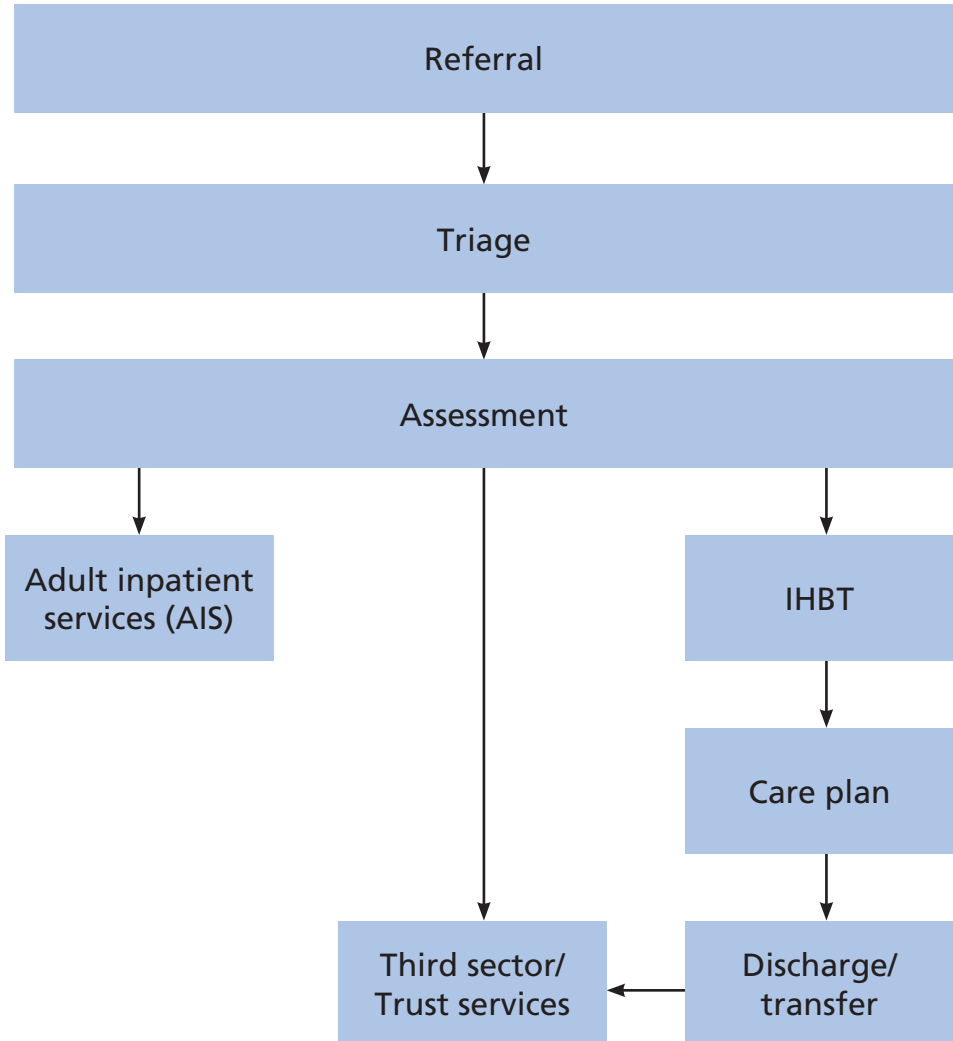 Referral
Triage
Assessment
Adult inpatient
services (AIS)
IHBT
Care plan
Third sector/
Trust services
Discharge/
transfer